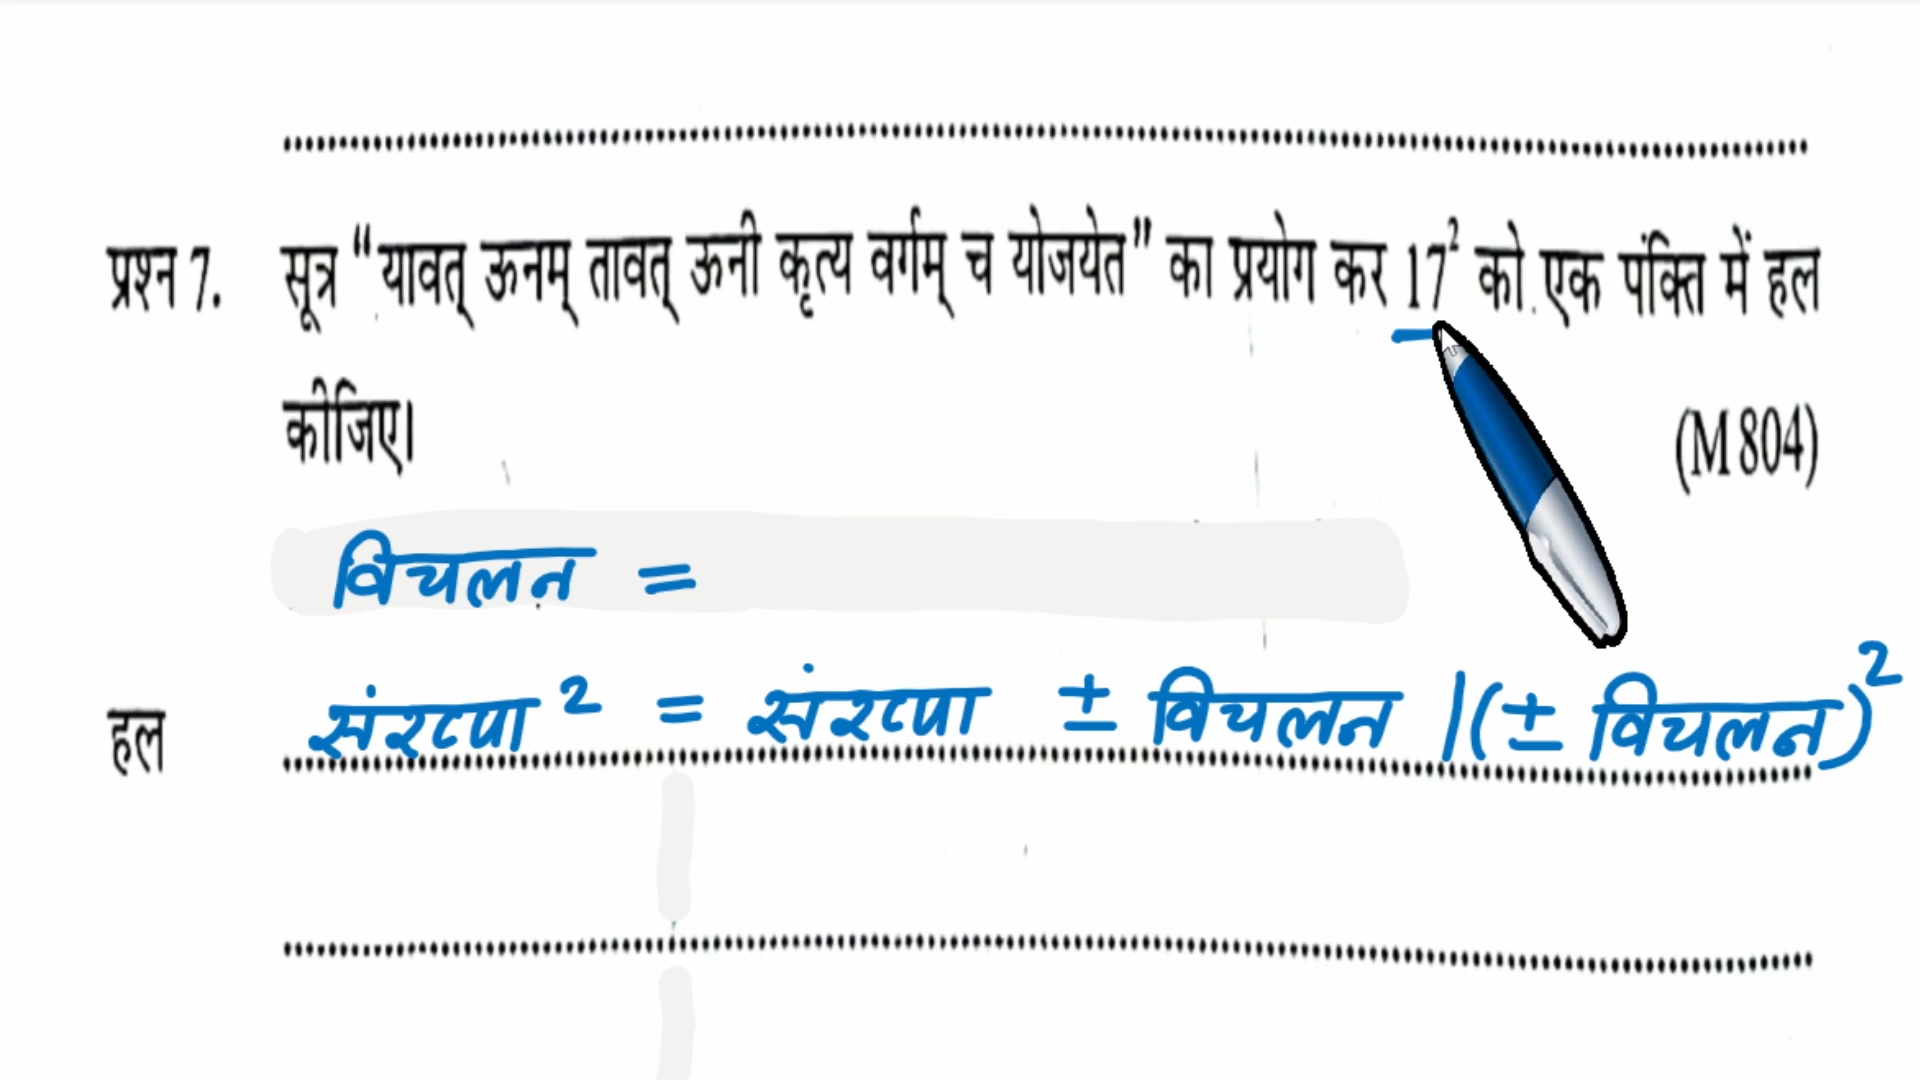 प्रश्न 7. सूत्र “यावत् ऊनम् तावत् ऊनी कृत्य वर्गम् च योजयेत” का प्रयोग कर 17² को एक पंक्ति में हल
कीजिए। (M 804)
विचलन =
हल संख्या² = संख्या ± विचलन |(± विचलन)²